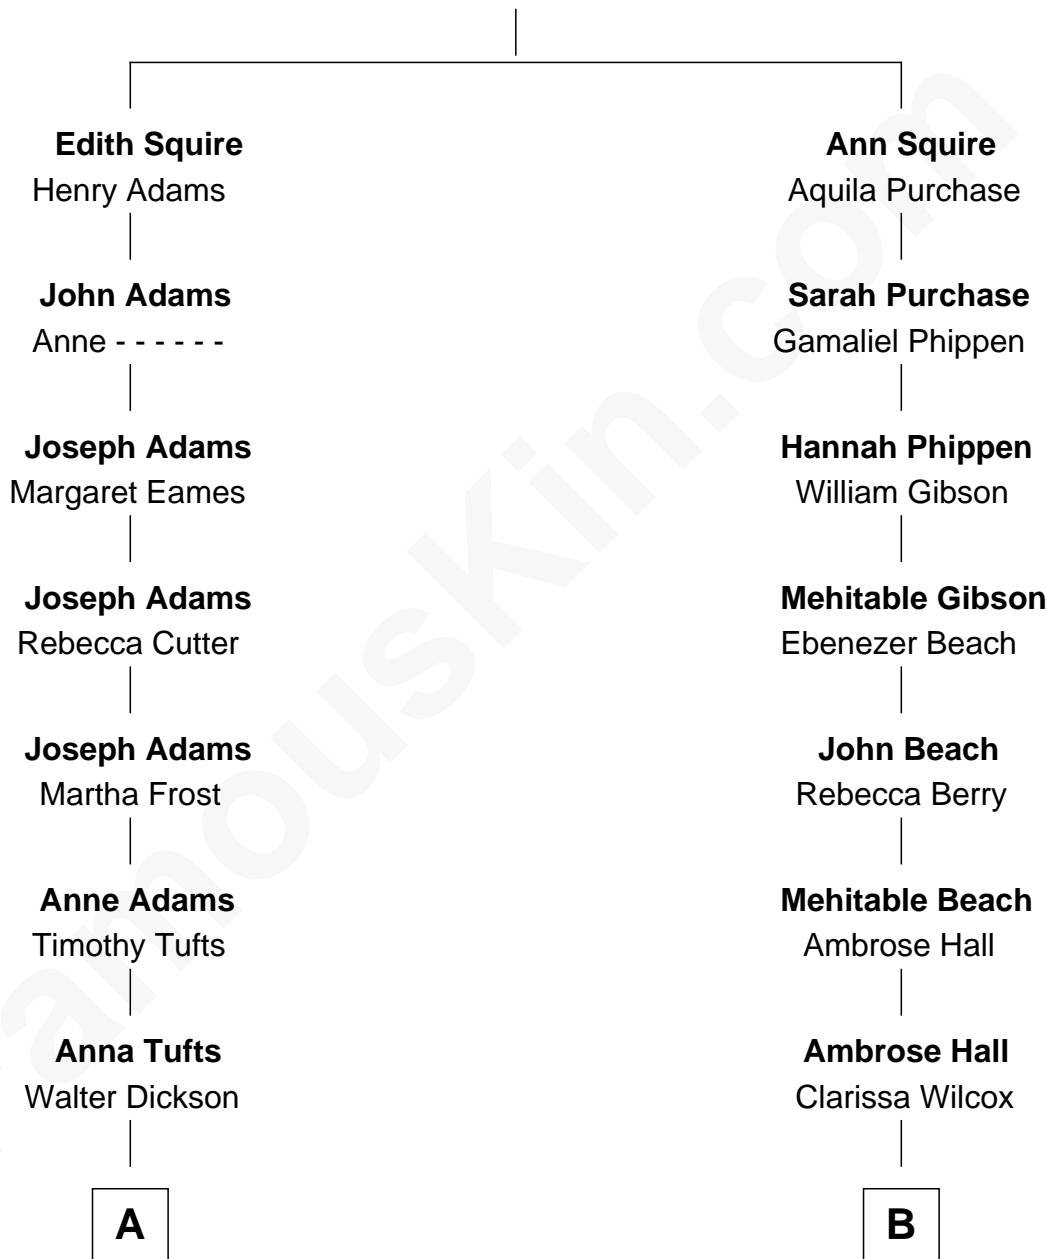 Edith Squire
Henry Adams
John Adams
Anne - - - - - -
Joseph Adams
Margaret Eames
Joseph Adams
Rebecca Cutter
Joseph Adams
Martha Frost
Anne Adams
Timothy Tufts
Anna Tufts
Walter Dickson
A
Ann Squire
Aquila Purchase
Sarah Purchase
Gamaliel Phippen
Hannah Phippen
William Gibson
Mehitable Gibson
Ebenezer Beach
John Beach
Rebecca Berry
Mehitable Beach
Ambrose Hall
Ambrose Hall
Clarissa Wilcox
B
amouskin.com